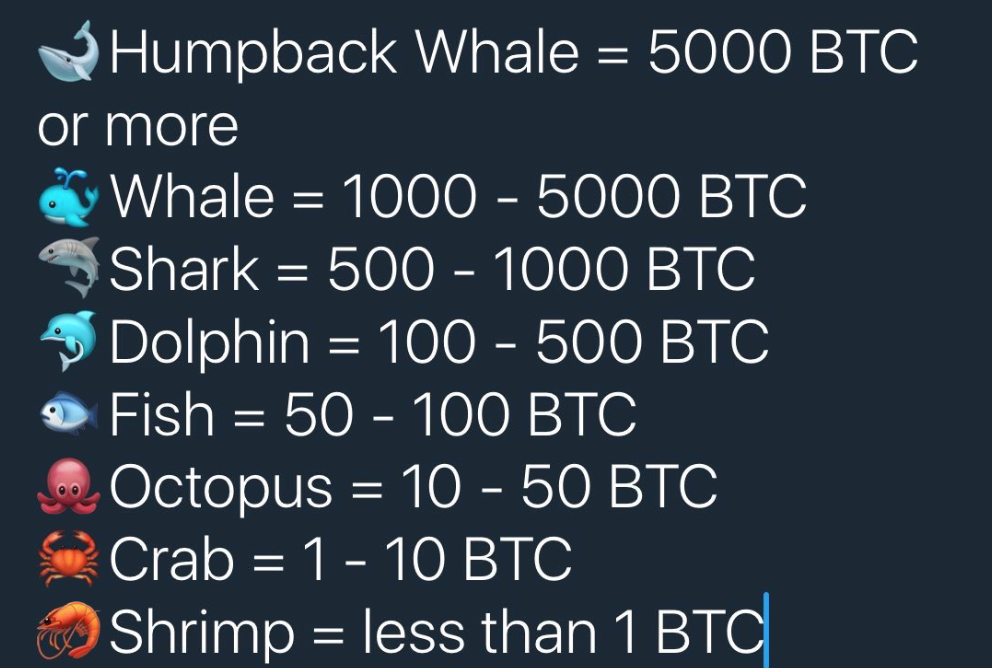 🐋Humpback Whale = 5000 BTC
or more
🐳Whale = 1000 - 5000 BTC
🦈Shark = 500 - 1000 BTC
🐬Dolphin = 100 - 500 BTC
🐟Fish = 50 - 100 BTC
🐙Octopus = 10 - 50 BTC
🦀Crab = 1 - 10 BTC
🦐Shrimp = less than 1 BTC